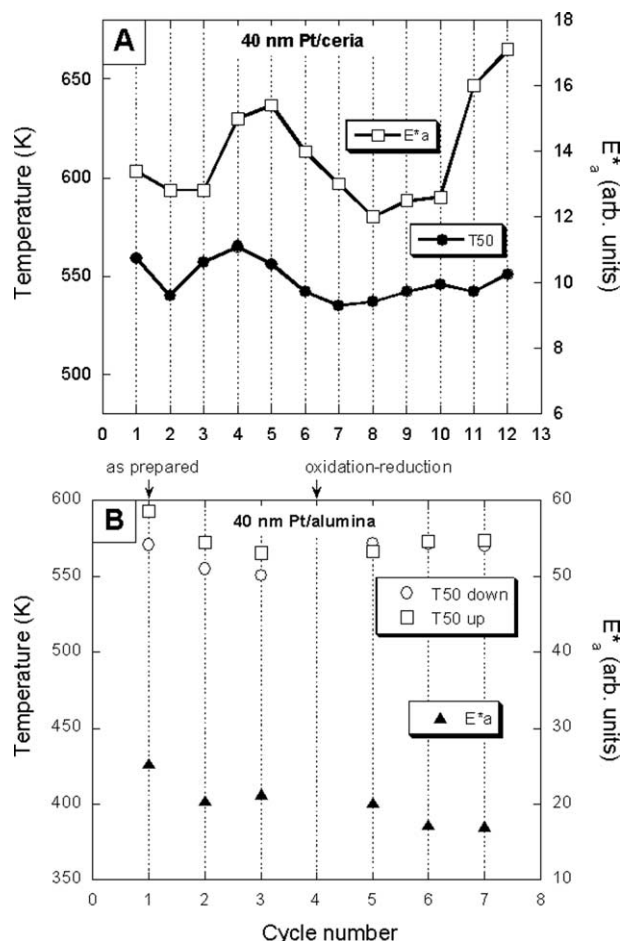 A
40 nm Pt/ceria
18
16
14
12
10
8
6
650
600
550
500
E*a
T50
Temperature (K)
E*a (arb. units)
0 1 2 3 4 5 6 7 8 9 10 11 12 13
as prepared
oxidation-reduction
B
40 nm Pt/alumina
600
550
500
450
400
350
60
50
40
30
20
10
T50 down
T50 up
E*a
Temperature (K)
E*a (arb. units)
0 1 2 3 4 5 6 7 8
Cycle number